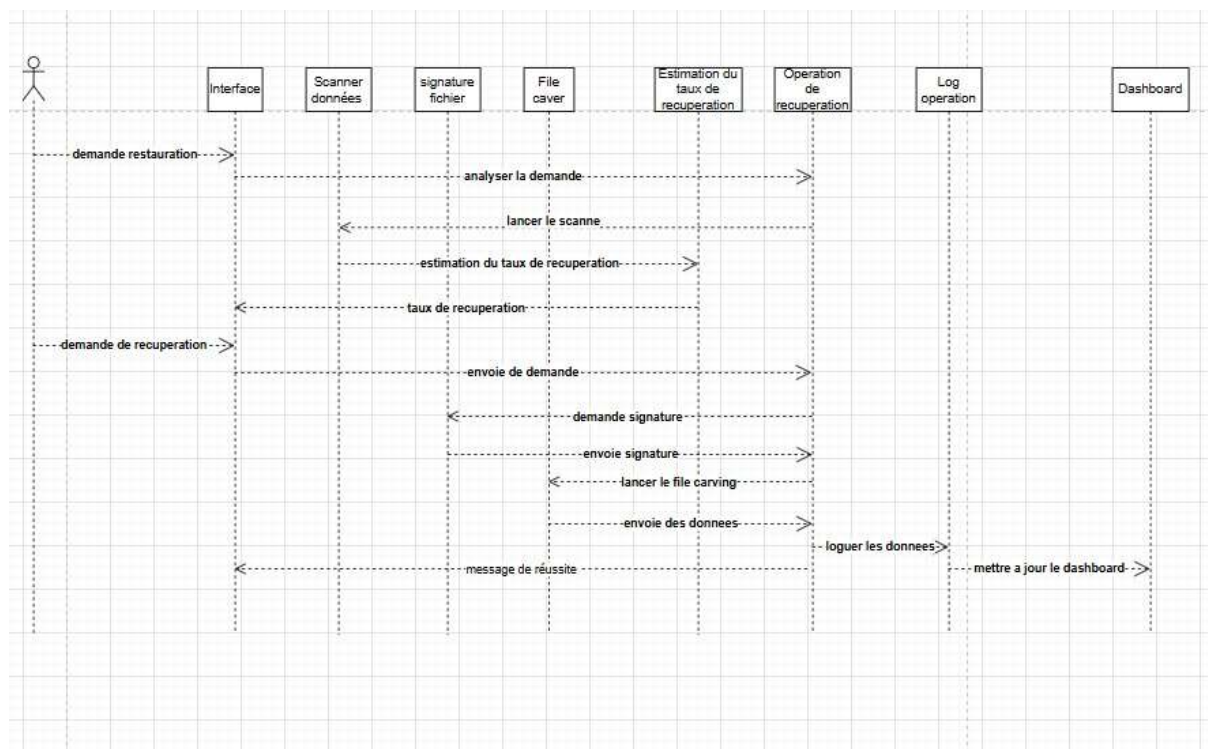 Interface
Scanner
données
signature
fichier
File
caver
Estimation du
taux de
recuperation
Operation
de
recuperation
Log
operation
Dashboard
demande restauration
analyser la demande
lancer le scanne
estimation du taux de recuperation
taux de recuperation
demande de recuperation
envoie de demande
demande signature
envoie signature
lancer le file carving
envoie des donnees
loguer les donnees
message de réussite
mettre a jour le dashboard